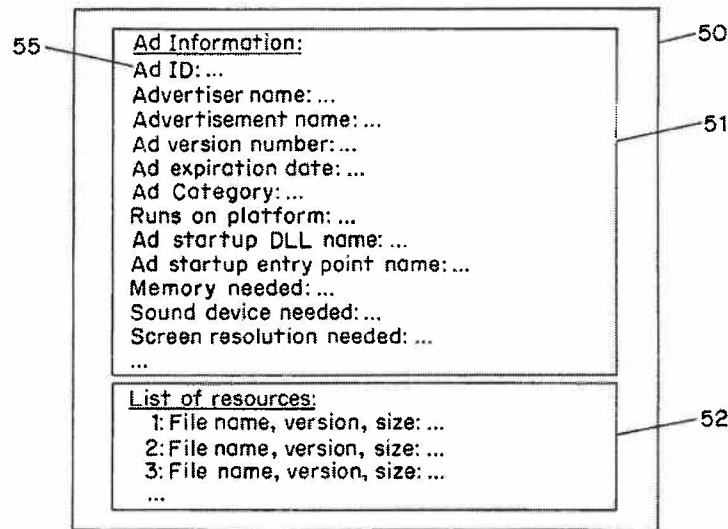 50
55
51
Ad Information:
Ad ID: ...
Advertiser name: ...
Advertisement name: ...
Ad version number: ...
Ad expiration date: ...
Ad Category: ...
Runs on platform: ...
Ad startup DLL name: ...
Ad startup entry point name: ...
Memory needed: ...
Sound device needed: ...
Screen resolution needed: ...
...
52
List of resources:
1: File name, version, size: ...
2: File name, version, size: ...
3: File name, version, size: ...
...